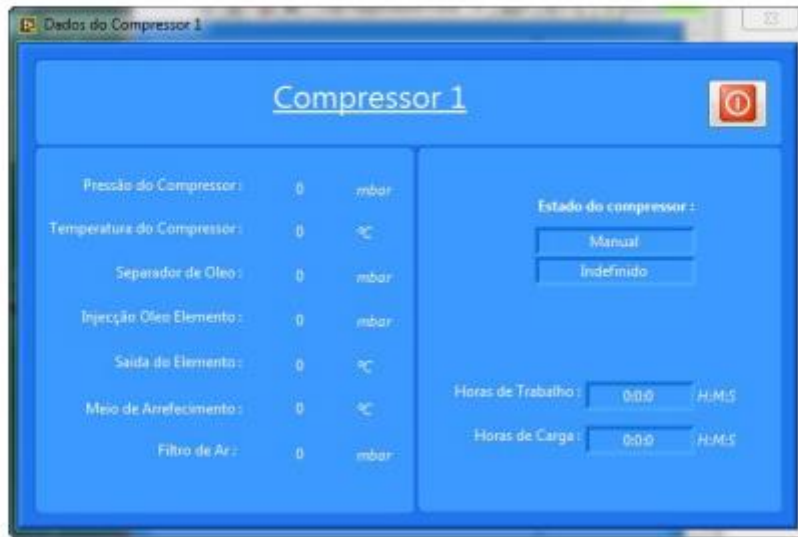 Dados do Compressor 1
Compressor 1
Pressão do Compressor : 0 mbar
Temperatura do Compressor : 0 ºC
Separador de Oleo : 0 mbar
Injecção Oleo Elemento : 0 mbar
Saida do Elemento : 0 ºC
Meio de Arrefecimento : 0 ºC
Filtro de Ar : 0 mbar
Estado do compressor :
Manual
Indefinido
Horas de Trabalho : 0:0:0 H:M:S
Horas de Carga : 0:0:0 H:M:S